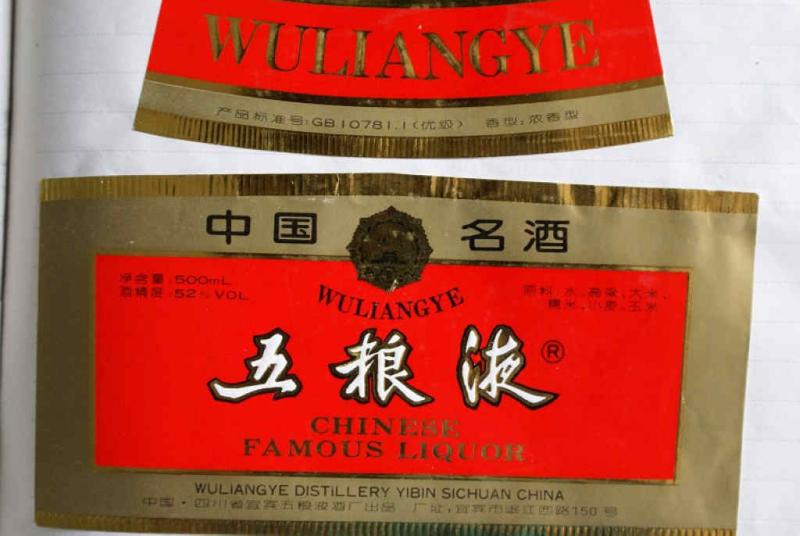 WULIANGYE
产品标准号:GB10781.1(优级) 香型:浓香型
中国 名酒
净含量:500mL
酒精度:52%VOL
原料:水、高粱、大米、
糯米、小麦、玉米
WULIANGYE
五粮液®
CHINESE
FAMOUS LIQUOR
WULIANGYE DISTILLERY YIBIN SICHUAN CHINA
中国·四川省宜宾五粮液酒厂出品 厂址:宜宾市岷江西路150号